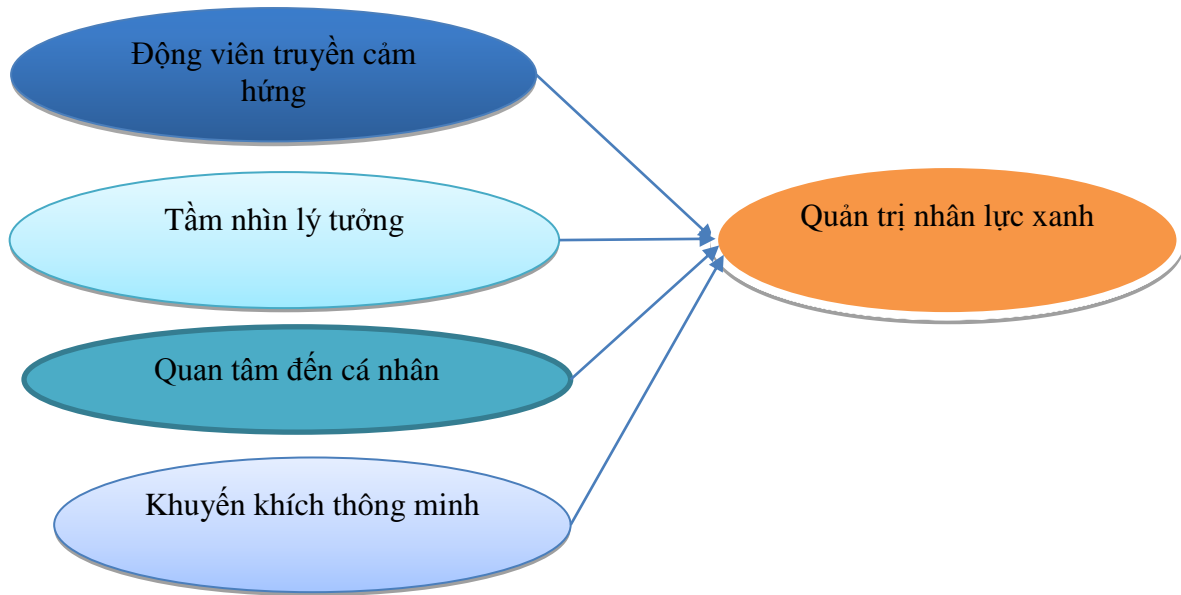 Động viên truyền cảm
hứng
Tầm nhìn lý tưởng
Quản trị nhân lực xanh
Quan tâm đến cá nhân
Khuyến khích thông minh